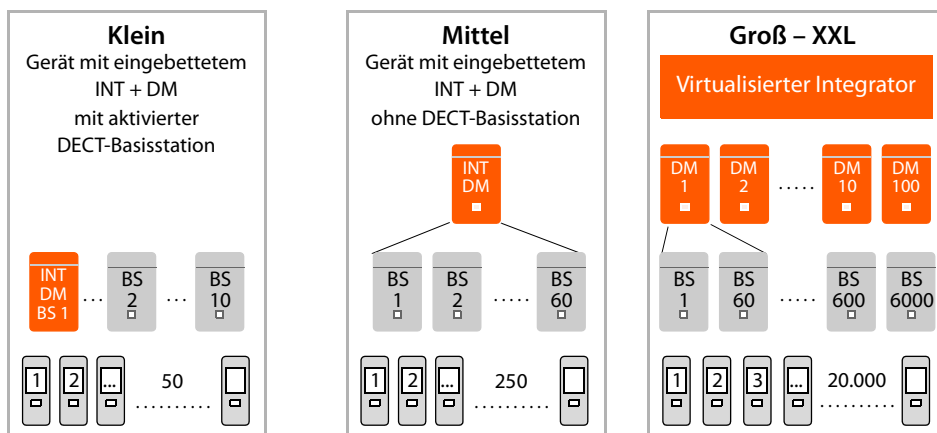 Klein
Gerät mit eingebettetem
INT + DM
mit aktivierter
DECT-Basisstation
INT
DM
BS 1
....
BS
2
...
BS
10
1
2
...
50
..........
Mittel
Gerät mit eingebettetem
INT + DM
ohne DECT-Basisstation
INT
DM
BS
1
BS
2
.....
BS
60
1
2
...
250
..........
Groß – XXL
Virtualisierter Integrator
DM
1
DM
2
.....
DM
10
DM
100
BS
1
BS
60
.....
BS
600
BS
6000
1
2
3
...
20.000
..........